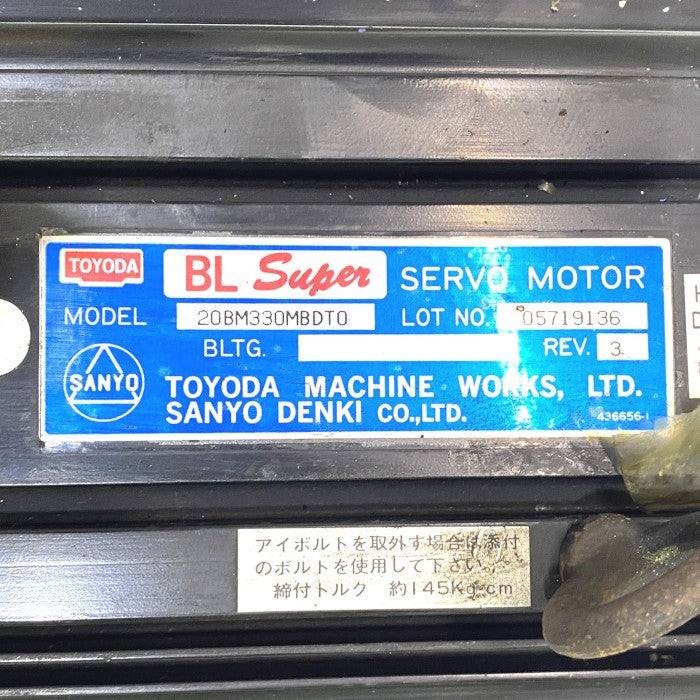 TOYODA BL Super SERVO MOTOR
MODEL 20BM330MBDT0 LOT NO. 05719136
BLTG. REV. 3
SANYO
TOYODA MACHINE WORKS, LTD.
SANYO DENKI CO.,LTD. 436656-1
アイボルトを取外す場合は添付
のボルトを使用して下さい。
締付トルク 約145Kg-cm